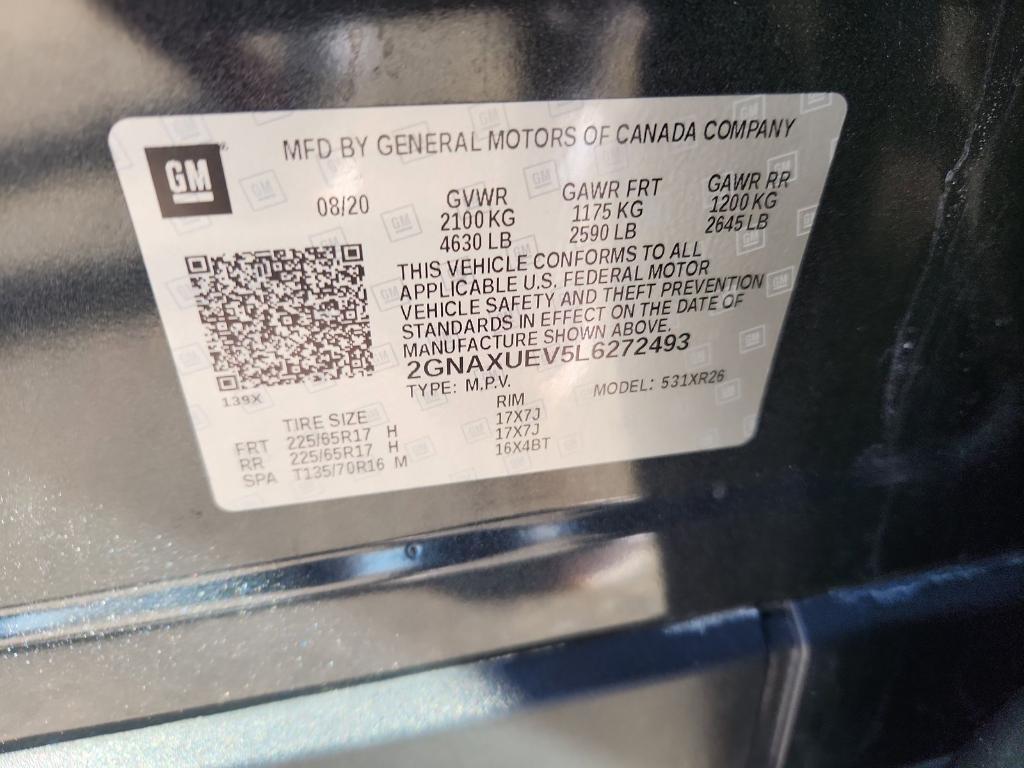 MFD BY GENERAL MOTORS OF CANADA COMPANY
GM
08/20
GVWR
2100 KG
4630 LB
GAWR FRT
1175 KG
2590 LB
GAWR RR
1200 KG
2645 LB
THIS VEHICLE CONFORMS TO ALL
APPLICABLE U.S. FEDERAL MOTOR
VEHICLE SAFETY AND THEFT PREVENTION
STANDARDS IN EFFECT ON THE DATE OF
MANUFACTURE SHOWN ABOVE.
2GNAXUEV5L6272493
TYPE: M.P.V. MODEL: 531XR26
139X
TIRE SIZE RIM
FRT 225/65R17 H 17X7J
RR 225/65R17 H 17X7J
SPA T135/70R16 M 16X4BT